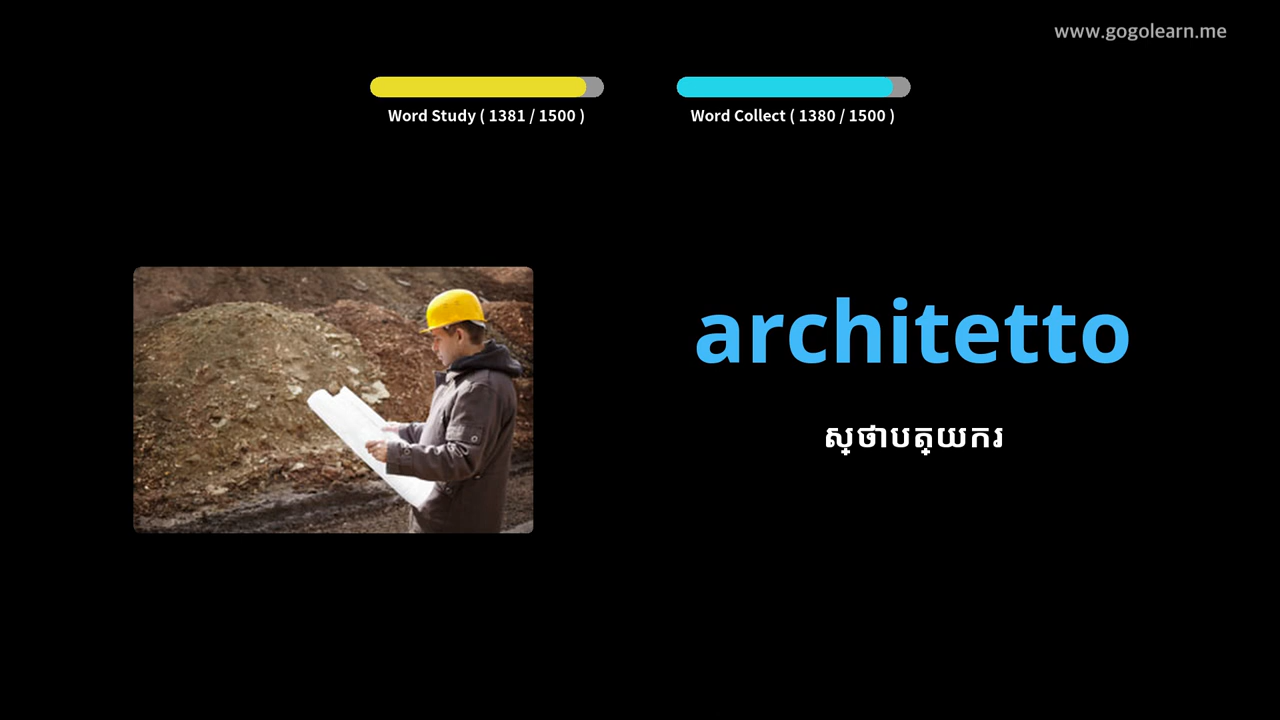 www.gogolearn.me
Word Study ( 1381 / 1500 )
Word Collect ( 1380 / 1500 )
architetto
ស្ថាបត្យករ